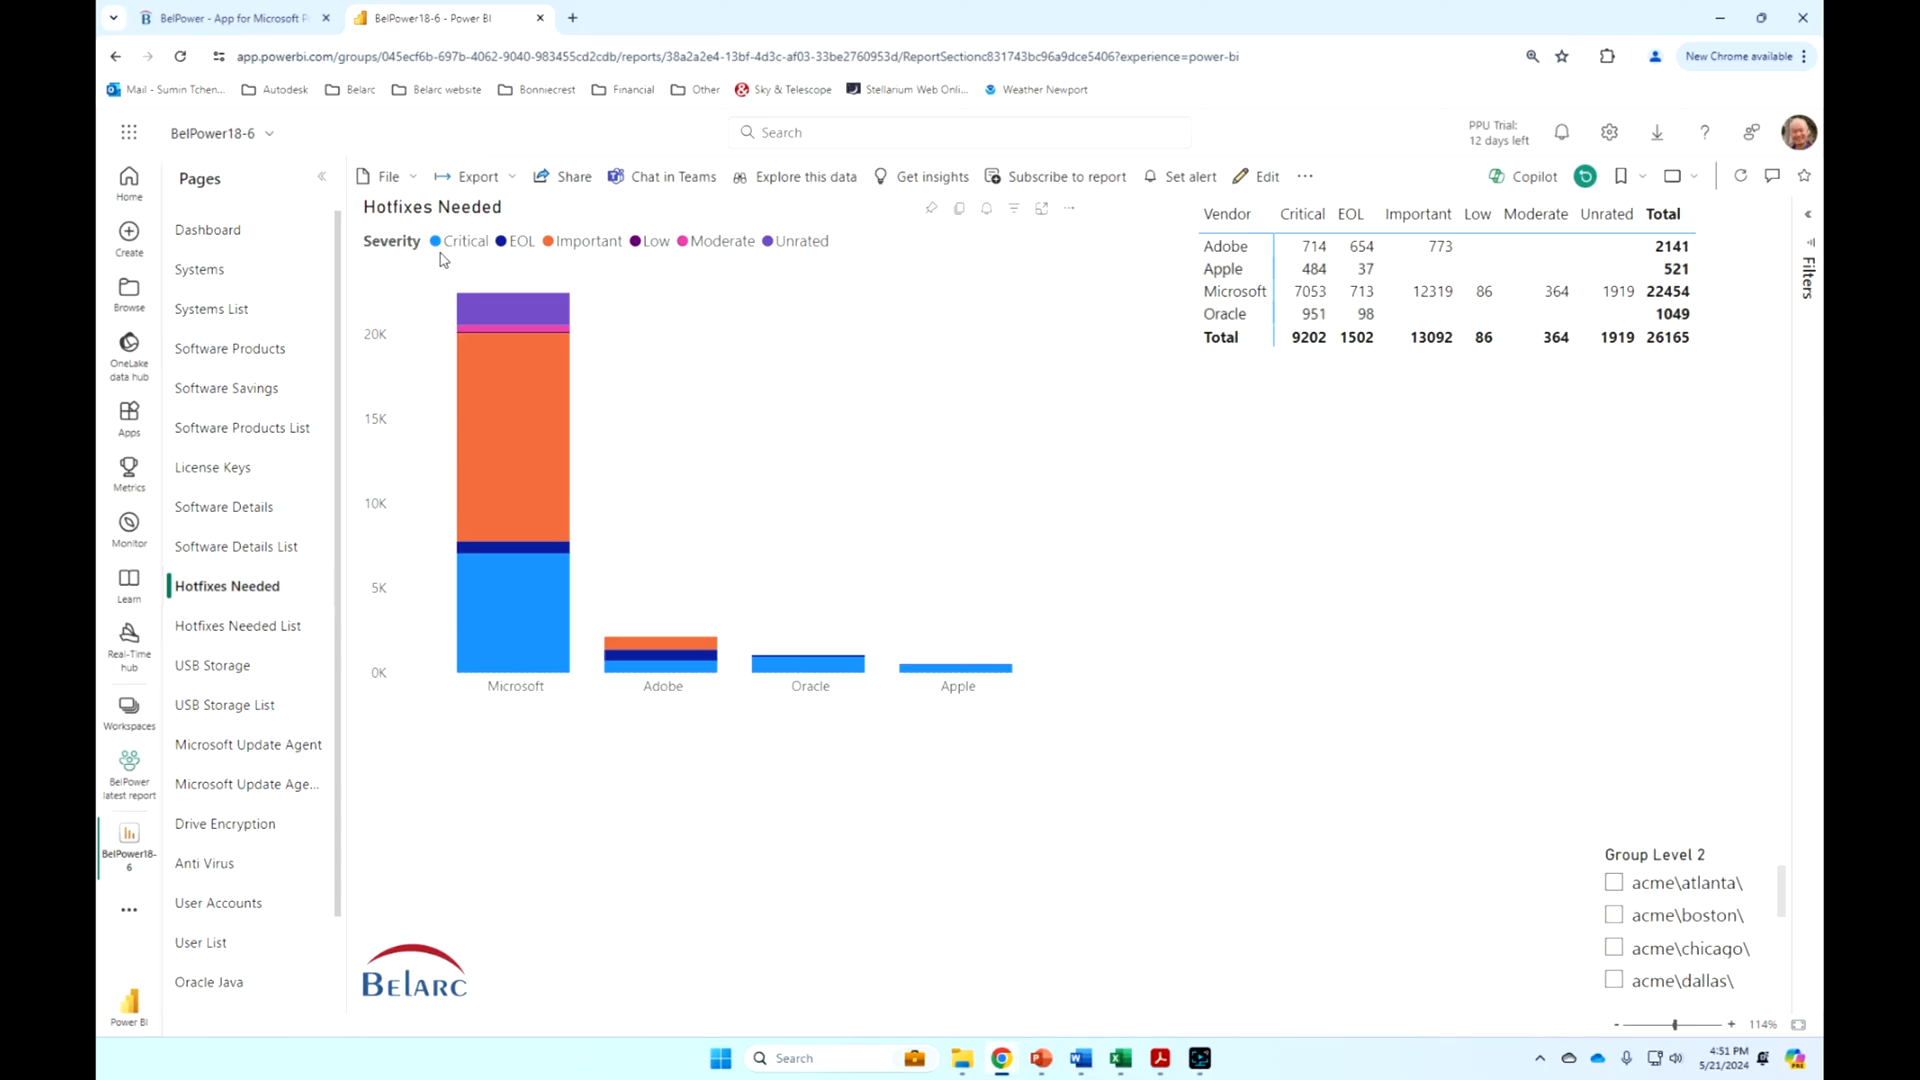 BelPower - App for Microsoft P
BelPower18-6 - Power BI
app.powerbi.com/groups/045ecf6b-697b-4062-9040-983455cd2cdb/reports/38a2a2e4-13bf-4d3c-af03-33be2760953d/ReportSectionc831743bc96a9dce5406?experience=power-bi
New Chrome available
Mail - Sumin Tchen...
Autodesk
Belarc
Belarc website
Bonniecrest
Financial
Other
Sky & Telescope
Stellarium Web Onli...
Weather Newport
BelPower18-6
Search
PPU Trial:
12 days left
Home
Create
Browse
OneLake
data hub
Apps
Metrics
Monitor
Learn
Real-Time
hub
Workspaces
BelPower
latest report
BelPower18-
6
Power BI
Pages
Dashboard
Systems
Systems List
Software Products
Software Savings
Software Products List
License Keys
Software Details
Software Details List
Hotfixes Needed
Hotfixes Needed List
USB Storage
USB Storage List
Microsoft Update Agent
Microsoft Update Age...
Drive Encryption
Anti Virus
User Accounts
User List
Oracle Java
File Export Share Chat in Teams Explore this data Get insights Subscribe to report Set alert Edit Copilot
Hotfixes Needed
Severity Critical EOL Important Low Moderate Unrated
20K
15K
10K
5K
0K
Microsoft Adobe Oracle Apple
Vendor Critical EOL Important Low Moderate Unrated Total
Adobe 714 654 773 2141
Apple 484 37 521
Microsoft 7053 713 12319 86 364 1919 22454
Oracle 951 98 1049
Total 9202 1502 13092 86 364 1919 26165
Filters
Group Level 2
acme\atlanta\
acme\boston\
acme\chicago\
acme\dallas\
BELARC
- + 114%
Search
4:51 PM
5/21/2024
PRE